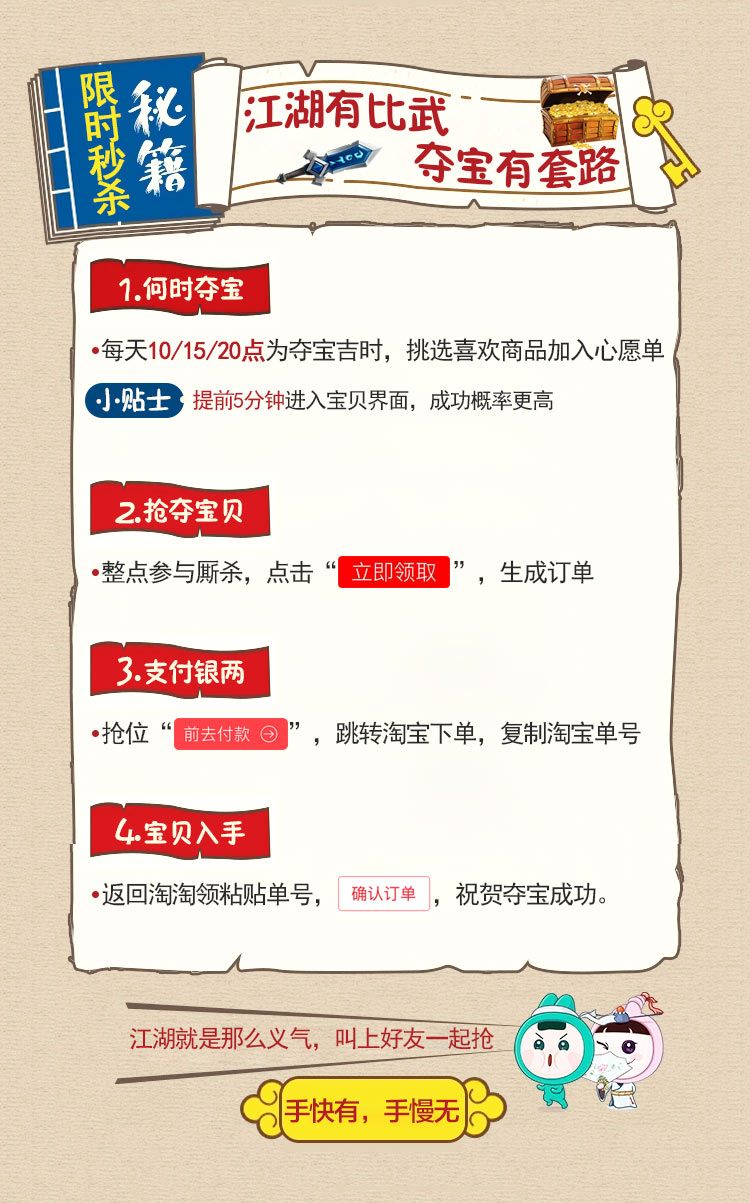 限时秒杀
秘籍
江湖有比武
夺宝有套路
1.何时夺宝
•每天10/15/20点为夺宝吉时，挑选喜欢商品加入心愿单
小贴士 提前5分钟进入宝贝界面，成功概率更高
2.抢夺宝贝
•整点参与厮杀，点击“立即领取”，生成订单
3.支付银两
•抢位“前去付款”，跳转淘宝下单，复制淘宝单号
4.宝贝入手
•返回淘淘领粘贴单号，确认订单，祝贺夺宝成功。
江湖就是那么义气，叫上好友一起抢
手快有，手慢无